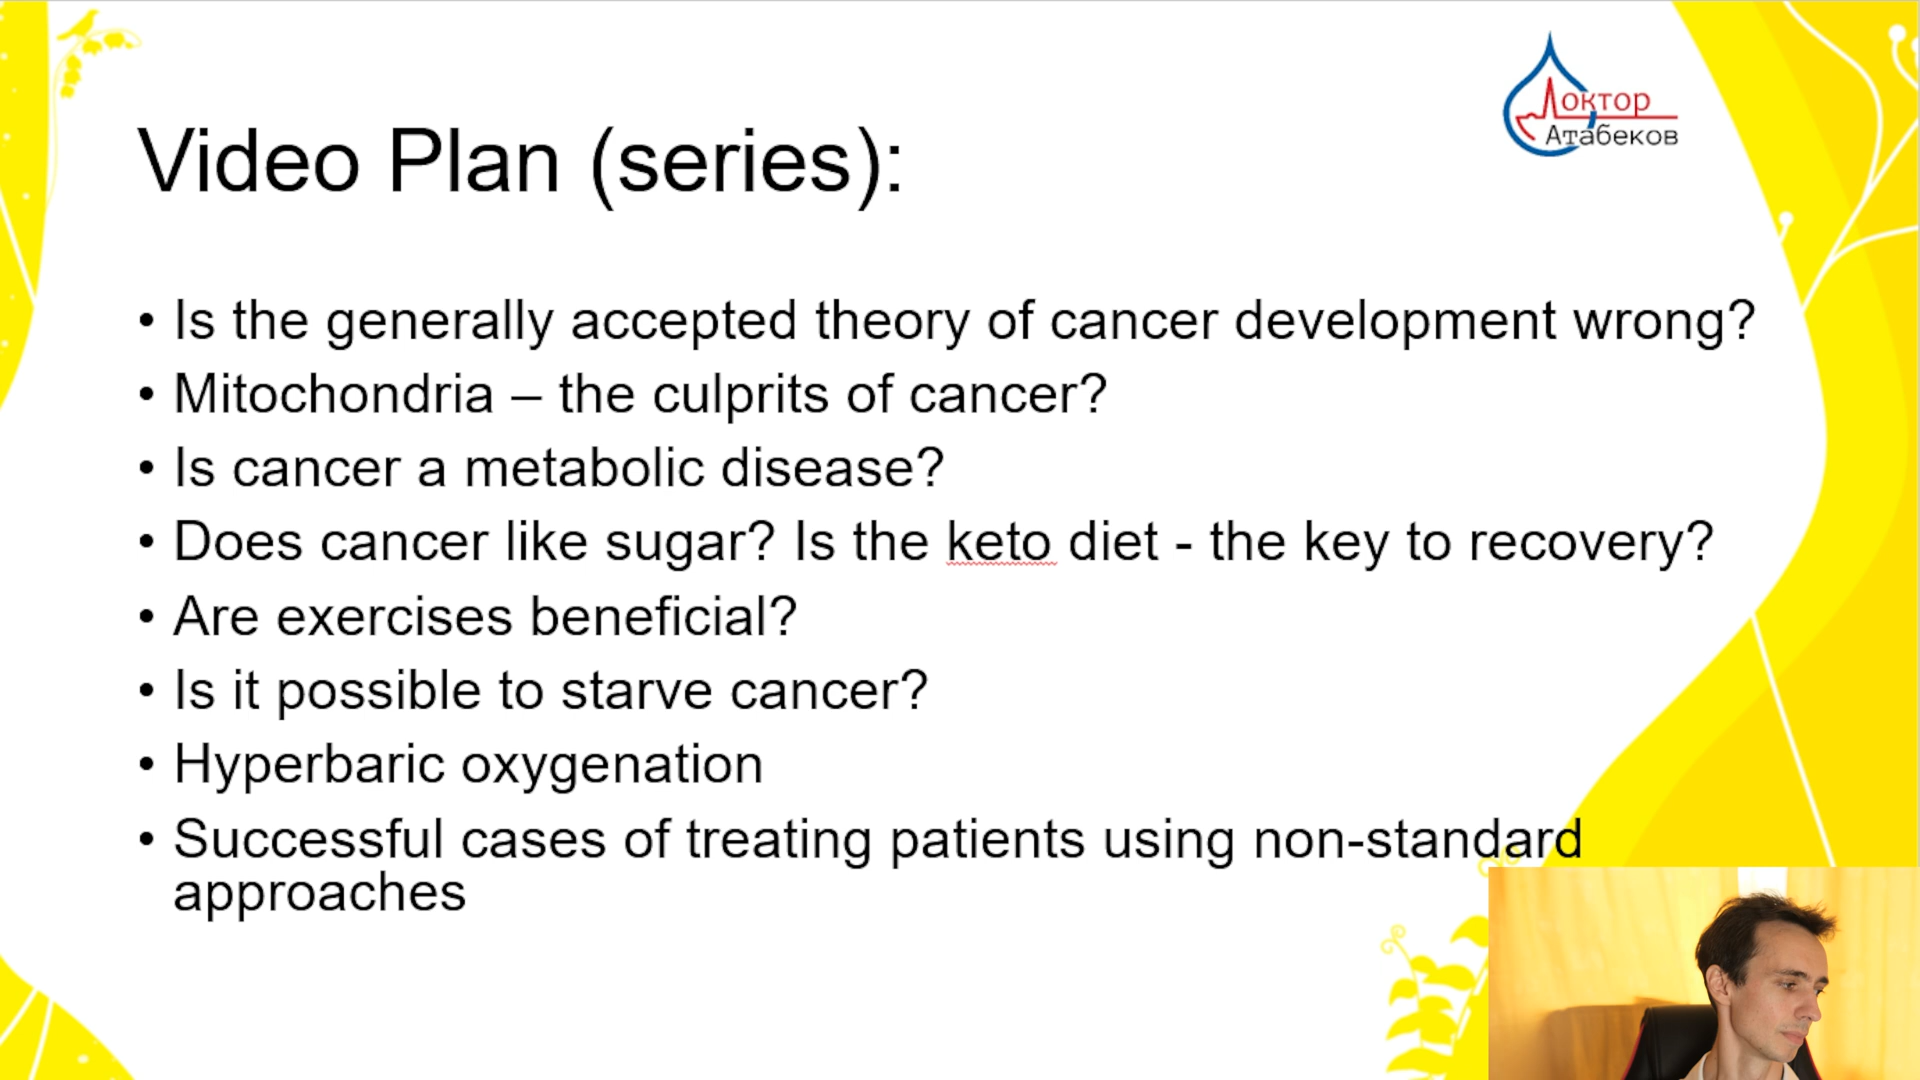 Доктор
Атабеков
Video Plan (series):
• Is the generally accepted theory of cancer development wrong?
• Mitochondria – the culprits of cancer?
• Is cancer a metabolic disease?
• Does cancer like sugar? Is the keto diet - the key to recovery?
• Are exercises beneficial?
• Is it possible to starve cancer?
• Hyperbaric oxygenation
• Successful cases of treating patients using non-standard
approaches